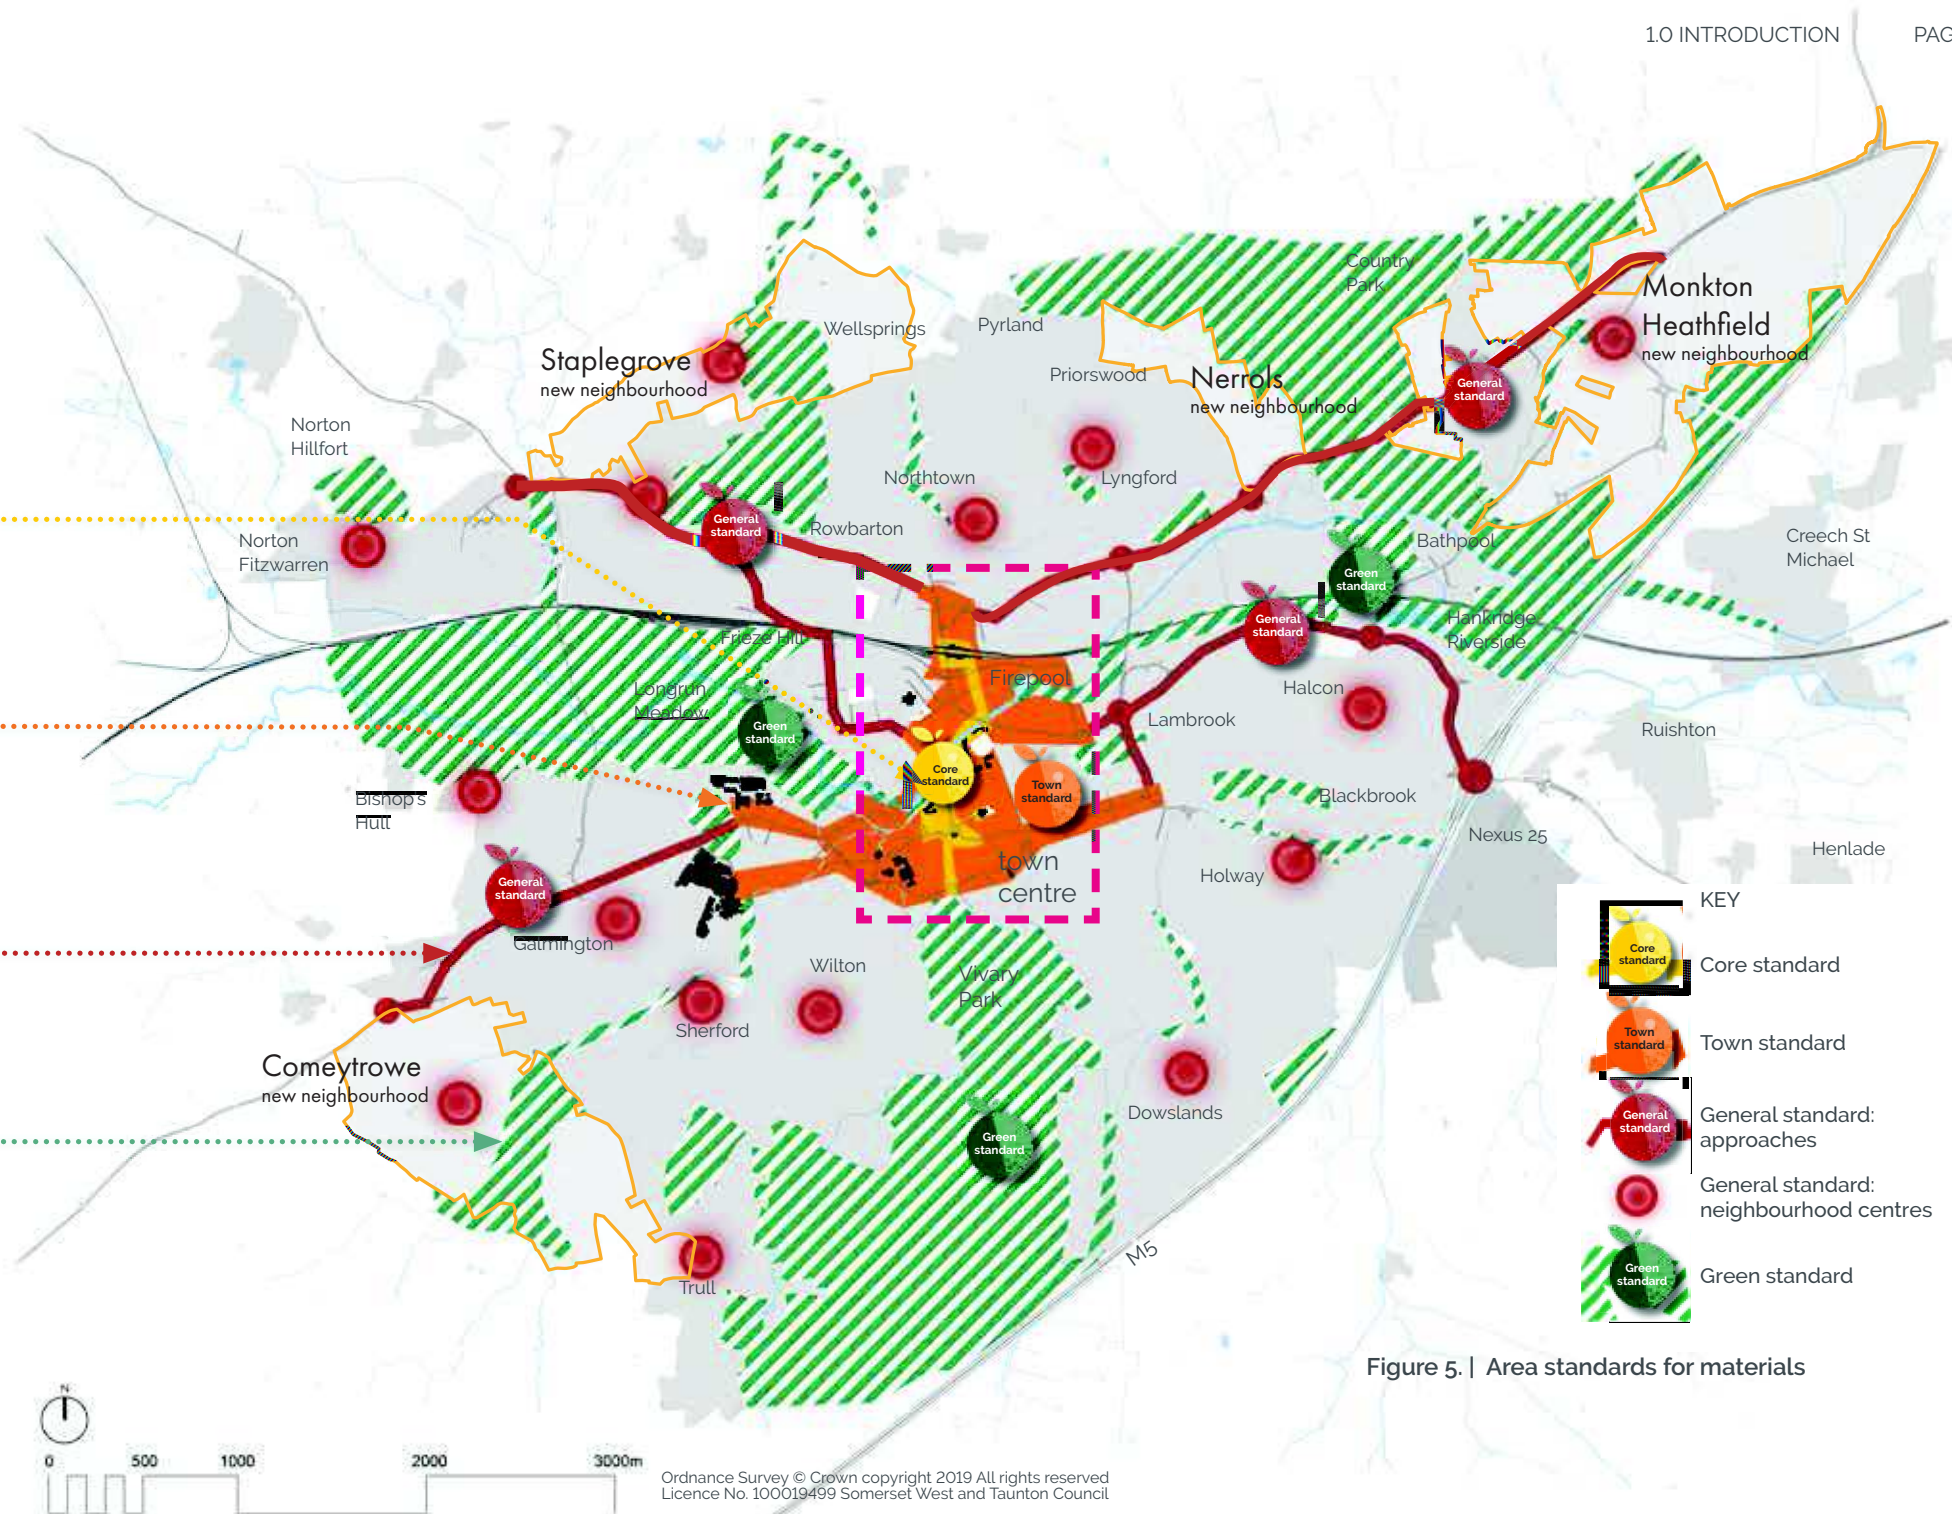 1.0 INTRODUCTION
PAG
Country
Park
Monkton
Heathfield
new neighbourhood
Wellsprings
Pyrland
Staplegrove
new neighbourhood
Priorswood
Nerrols
new neighbourhood
General
standard
Norton
Hillfort
Northtown
Lyngford
General
standard
Rowbarton
Norton
Fitzwarren
Bathpool
Creech St
Michael
Green
standard
General
standard
Hankridge
Riverside
Frieze Hill
Firepool
Longrun
Meadow
Halcon
Green
standard
Lambrook
Ruishton
Core
standard
Town
standard
Bishop's
Hull
Blackbrook
Nexus 25
Henlade
town
centre
Holway
General
standard
Galmington
Wilton
Vivary
Park
Sherford
Comeytrowe
new neighbourhood
Dowslands
Green
standard
M5
Trull
KEY
Core
standard
Core standard
Town
standard
Town standard
General
standard
General standard:
approaches
General standard:
neighbourhood centres
Green
standard
Green standard
Figure 5. | Area standards for materials
N
0 500 1000 2000 3000m
Ordnance Survey © Crown copyright 2019 All rights reserved
Licence No. 100019499 Somerset West and Taunton Council